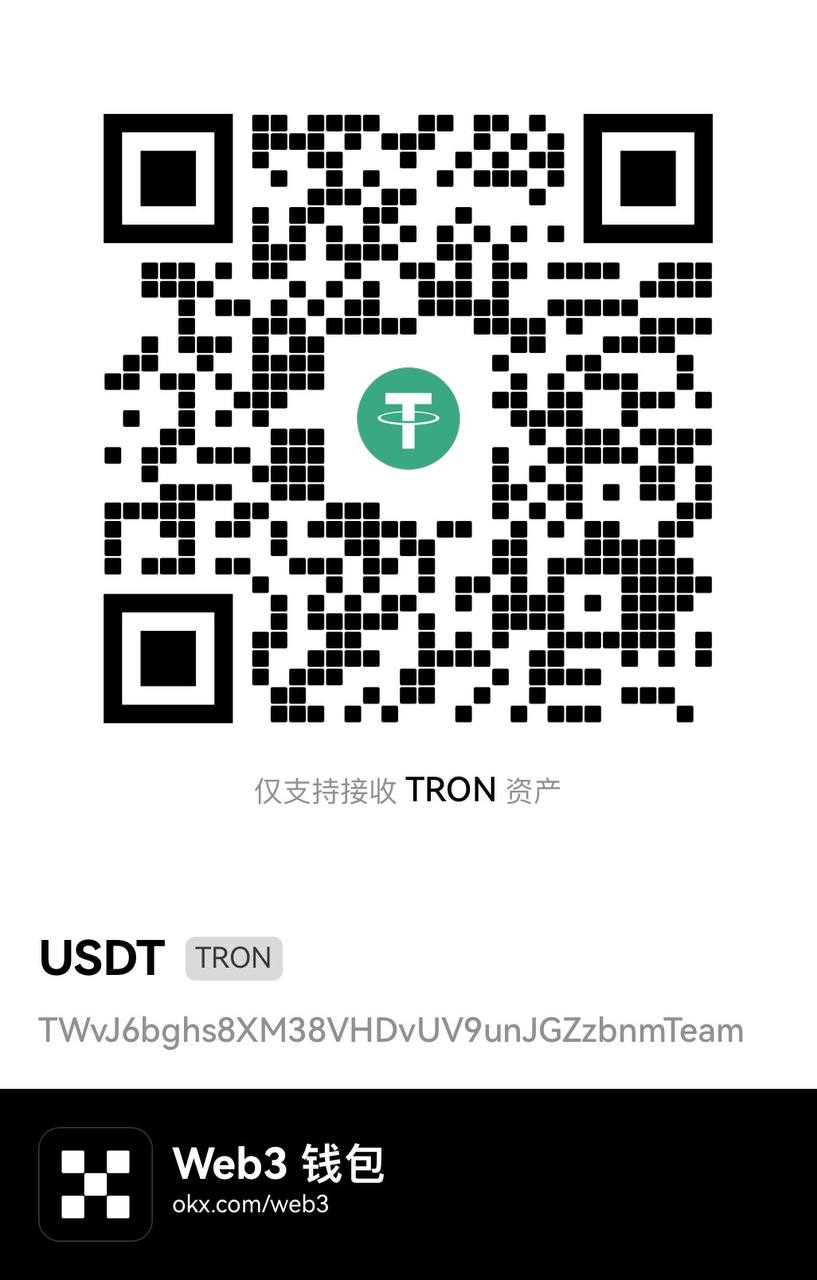 仅支持接收 TRON 资产
USDT TRON
TWvJ6bghs8XM38VHDvUV9unJGZzbnmTeam
Web3 钱包
okx.com/web3